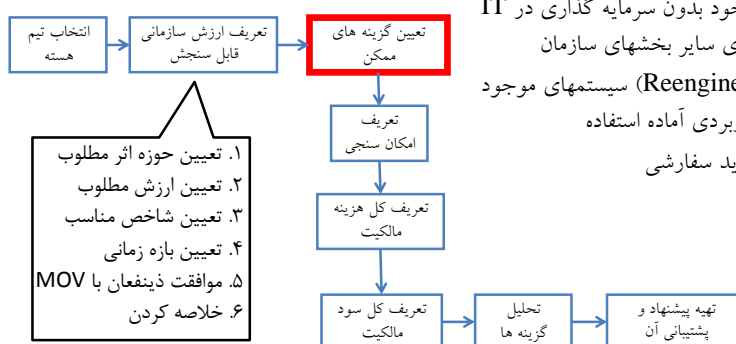 انتخاب تیم
هسته
تعریف ارزش سازمانی
قابل سنجش
تعیین گزینه های
ممکن
خود بدون سرمایه گذاری در IT
ی سایر بخشهای سازمان
Reengine) سیستمهای موجود
وبردی آماده استفاده
ید سفارشی
تعریف
امکان سنجی
۱. تعیین حوزه اثر مطلوب
۲. تعیین ارزش مطلوب
۳. تعیین شاخص مناسب
۴. تعیین بازه زمانی
۵. موافقت ذینفعان با MOV
۶. خلاصه کردن
تعریف کل هزینه
مالکیت
تعریف کل سود
مالکیت
تحلیل
گزینه ها
تهیه پیشنهاد و
پشتیبانی آن